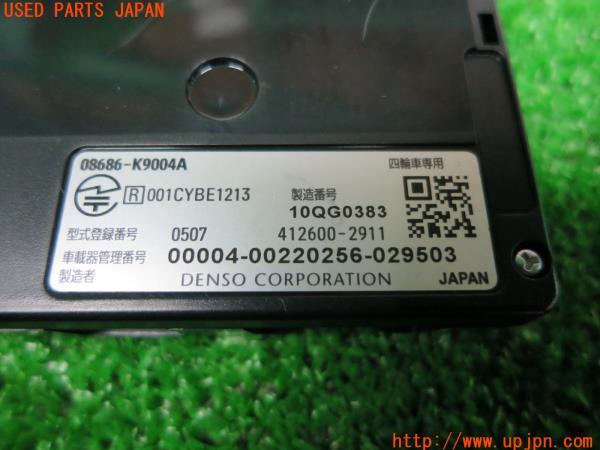 USED PARTS JAPAN
08686-K9004A
四輪車専用
R 001CYBE1213
製造番号
10QG0383
型式登録番号 0507 412600-2911
車載器管理番号 00004-00220256-029503
製造者 DENSO CORPORATION JAPAN
http://www.upjpn.com/